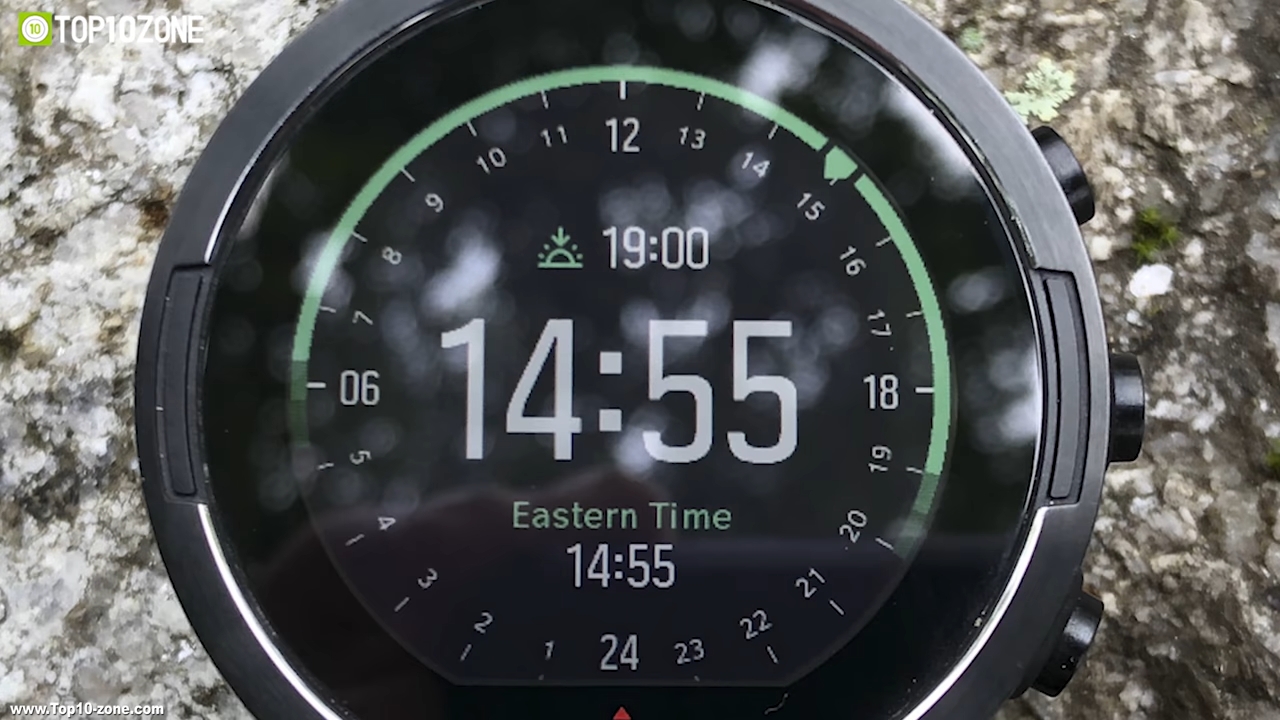 10 TOP10ZONE
11 12 13
10 14
9 15
19:00
8 16
7 17
14:55
06 18
5 19
Eastern Time
4 20
14:55
3 21
2 22
1 24 23
www.Top10-zone.com